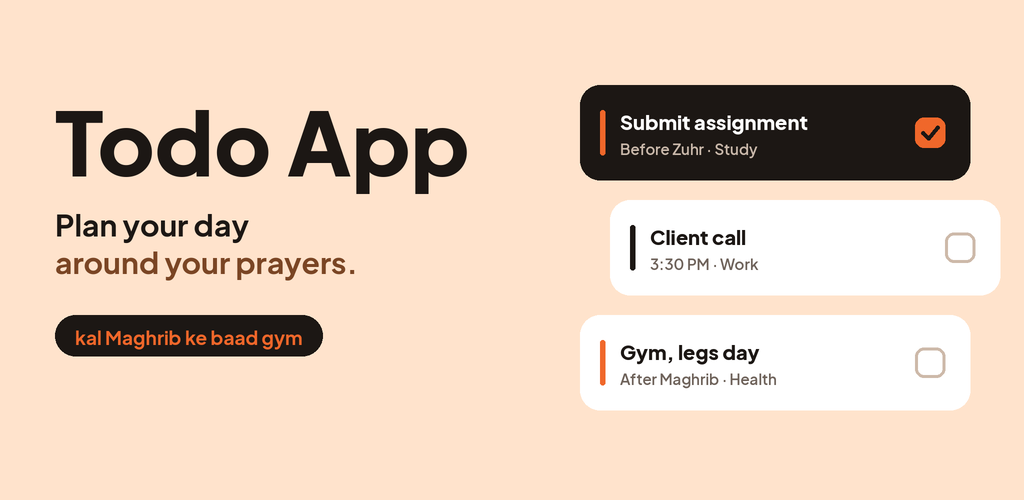 Todo App
Plan your day
around your prayers.
kal Maghrib ke baad gym
Submit assignment
Before Zuhr · Study
Client call
3:30 PM · Work
Gym, legs day
After Maghrib · Health